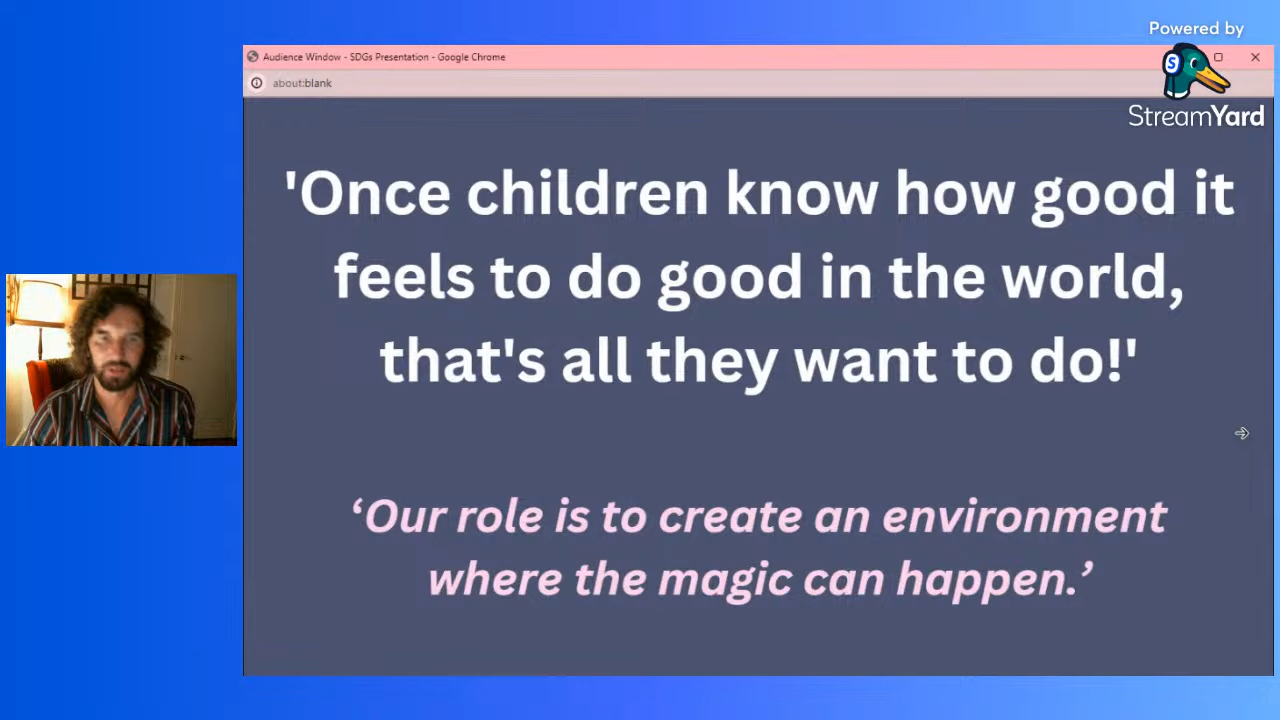 Powered by
Audience Window - SDGs Presentation - Google Chrome
about:blank
S
StreamYard
'Once children know how good it
feels to do good in the world,
that's all they want to do!'
‘Our role is to create an environment
where the magic can happen.’